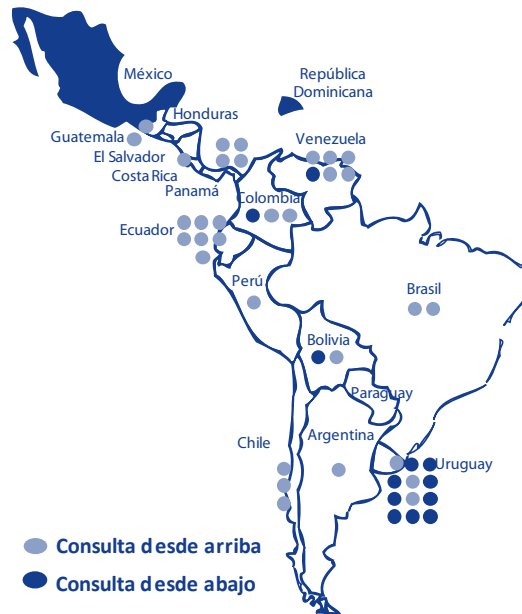 México
República
Dominicana
Honduras
Guatemala
El Salvador
Costa Rica
Panamá
Venezuela
Colombia
Ecuador
Perú
Brasil
Bolivia
Paraguay
Argentina
Chile
Uruguay
Consulta desde arriba
Consulta desde abajo